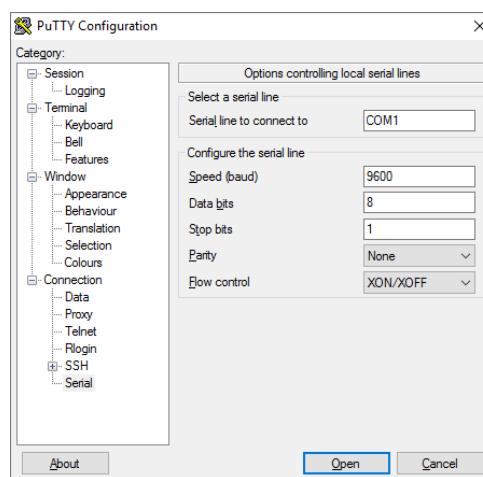 PuTTY Configuration
Category:
Session
Logging
Terminal
Keyboard
Bell
Features
Window
Appearance
Behaviour
Translation
Selection
Colours
Connection
Data
Proxy
Telnet
Rlogin
SSH
Serial
Options controlling local serial lines
Select a serial line
Serial line to connect to COM1
Configure the serial line
Speed (baud) 9600
Data bits 8
Stop bits 1
Parity None
Flow control XON/XOFF
About Open Cancel